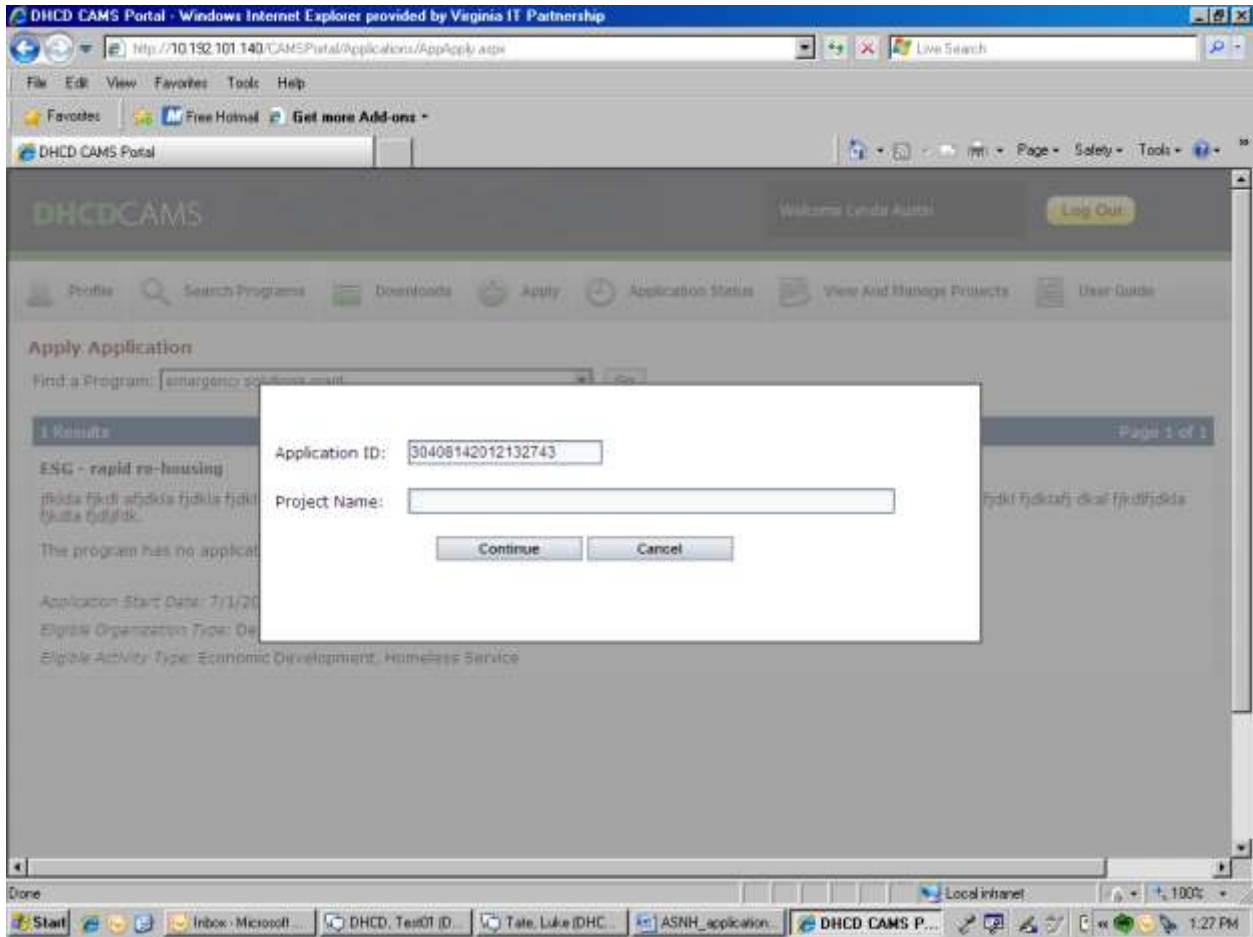 DHCD CAMS Portal - Windows Internet Explorer provided by Virginia IT Partnership
http://10.192.101.140/CAMSPortal/Applications/AppApply.aspx Live Search
File Edit View Favorites Tools Help
Favorites Free Hotmail Get more Add-ons
DHCD CAMS Portal Page Safety Tools
DHCDCAMS Welcome Log Out
Profile Search Programs Downloads Apply Application Status View And Manage Projects User Guide
Apply Application
Find a Program: emergency solutions grant Go
1 Results Page 1 of 1
ESG - rapid re-housing
Application ID: 30408142012132743
Project Name:
The program has no applicat
Continue Cancel
Application Start Date: 7/1/20
Eligible Organization Type: De
Eligible Activity Type: Economic Development, Homeless Service
Done Local intranet 100%
Start Inbox - Microsoft DHCD, Test01 (D... Tate, Luke (DHC... ASNH_application... DHCD CAMS P... 1:27 PM